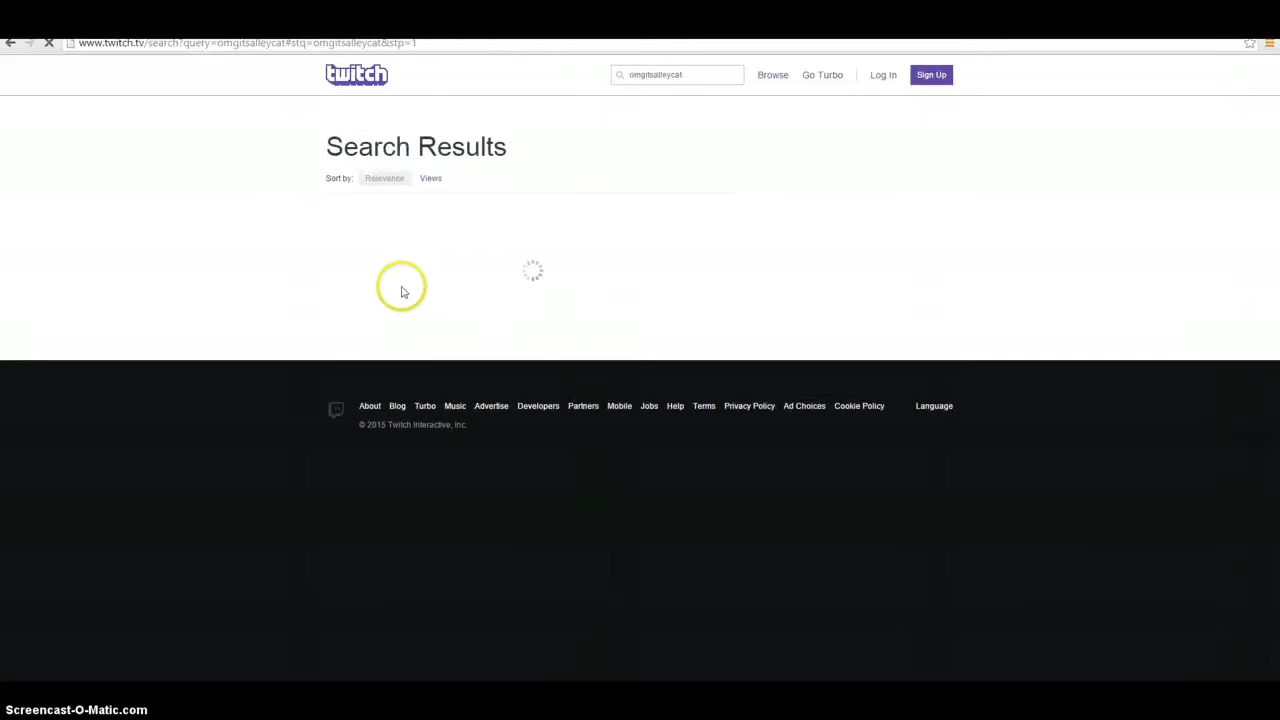 www.twitch.tv/search?query=omgitsalleycat#stq=omgitsalleycat&stp=1
twitch
omgitsalleycat
Browse
Go Turbo
Log In
Sign Up
Search Results
Sort by: Relevance Views
About Blog Turbo Music Advertise Developers Partners Mobile Jobs Help Terms Privacy Policy Ad Choices Cookie Policy Language
© 2015 Twitch Interactive, Inc.
Screencast-O-Matic.com